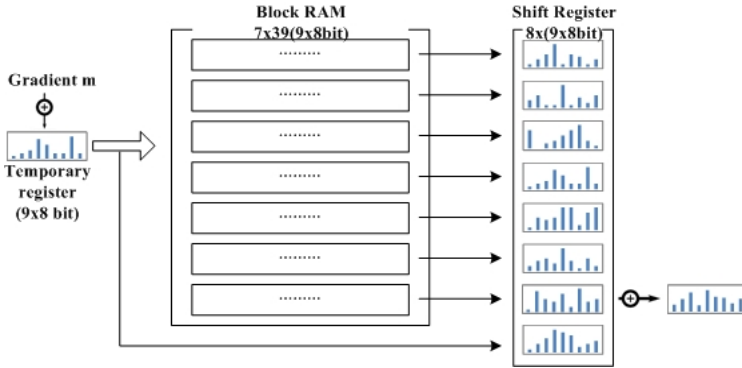 Block RAM
7x39(9x8bit)
Shift Register
8x(9x8bit)
Gradient m
Temporary
register
(9x8 bit)
.........
.........
.........
.........
.........
.........
.........